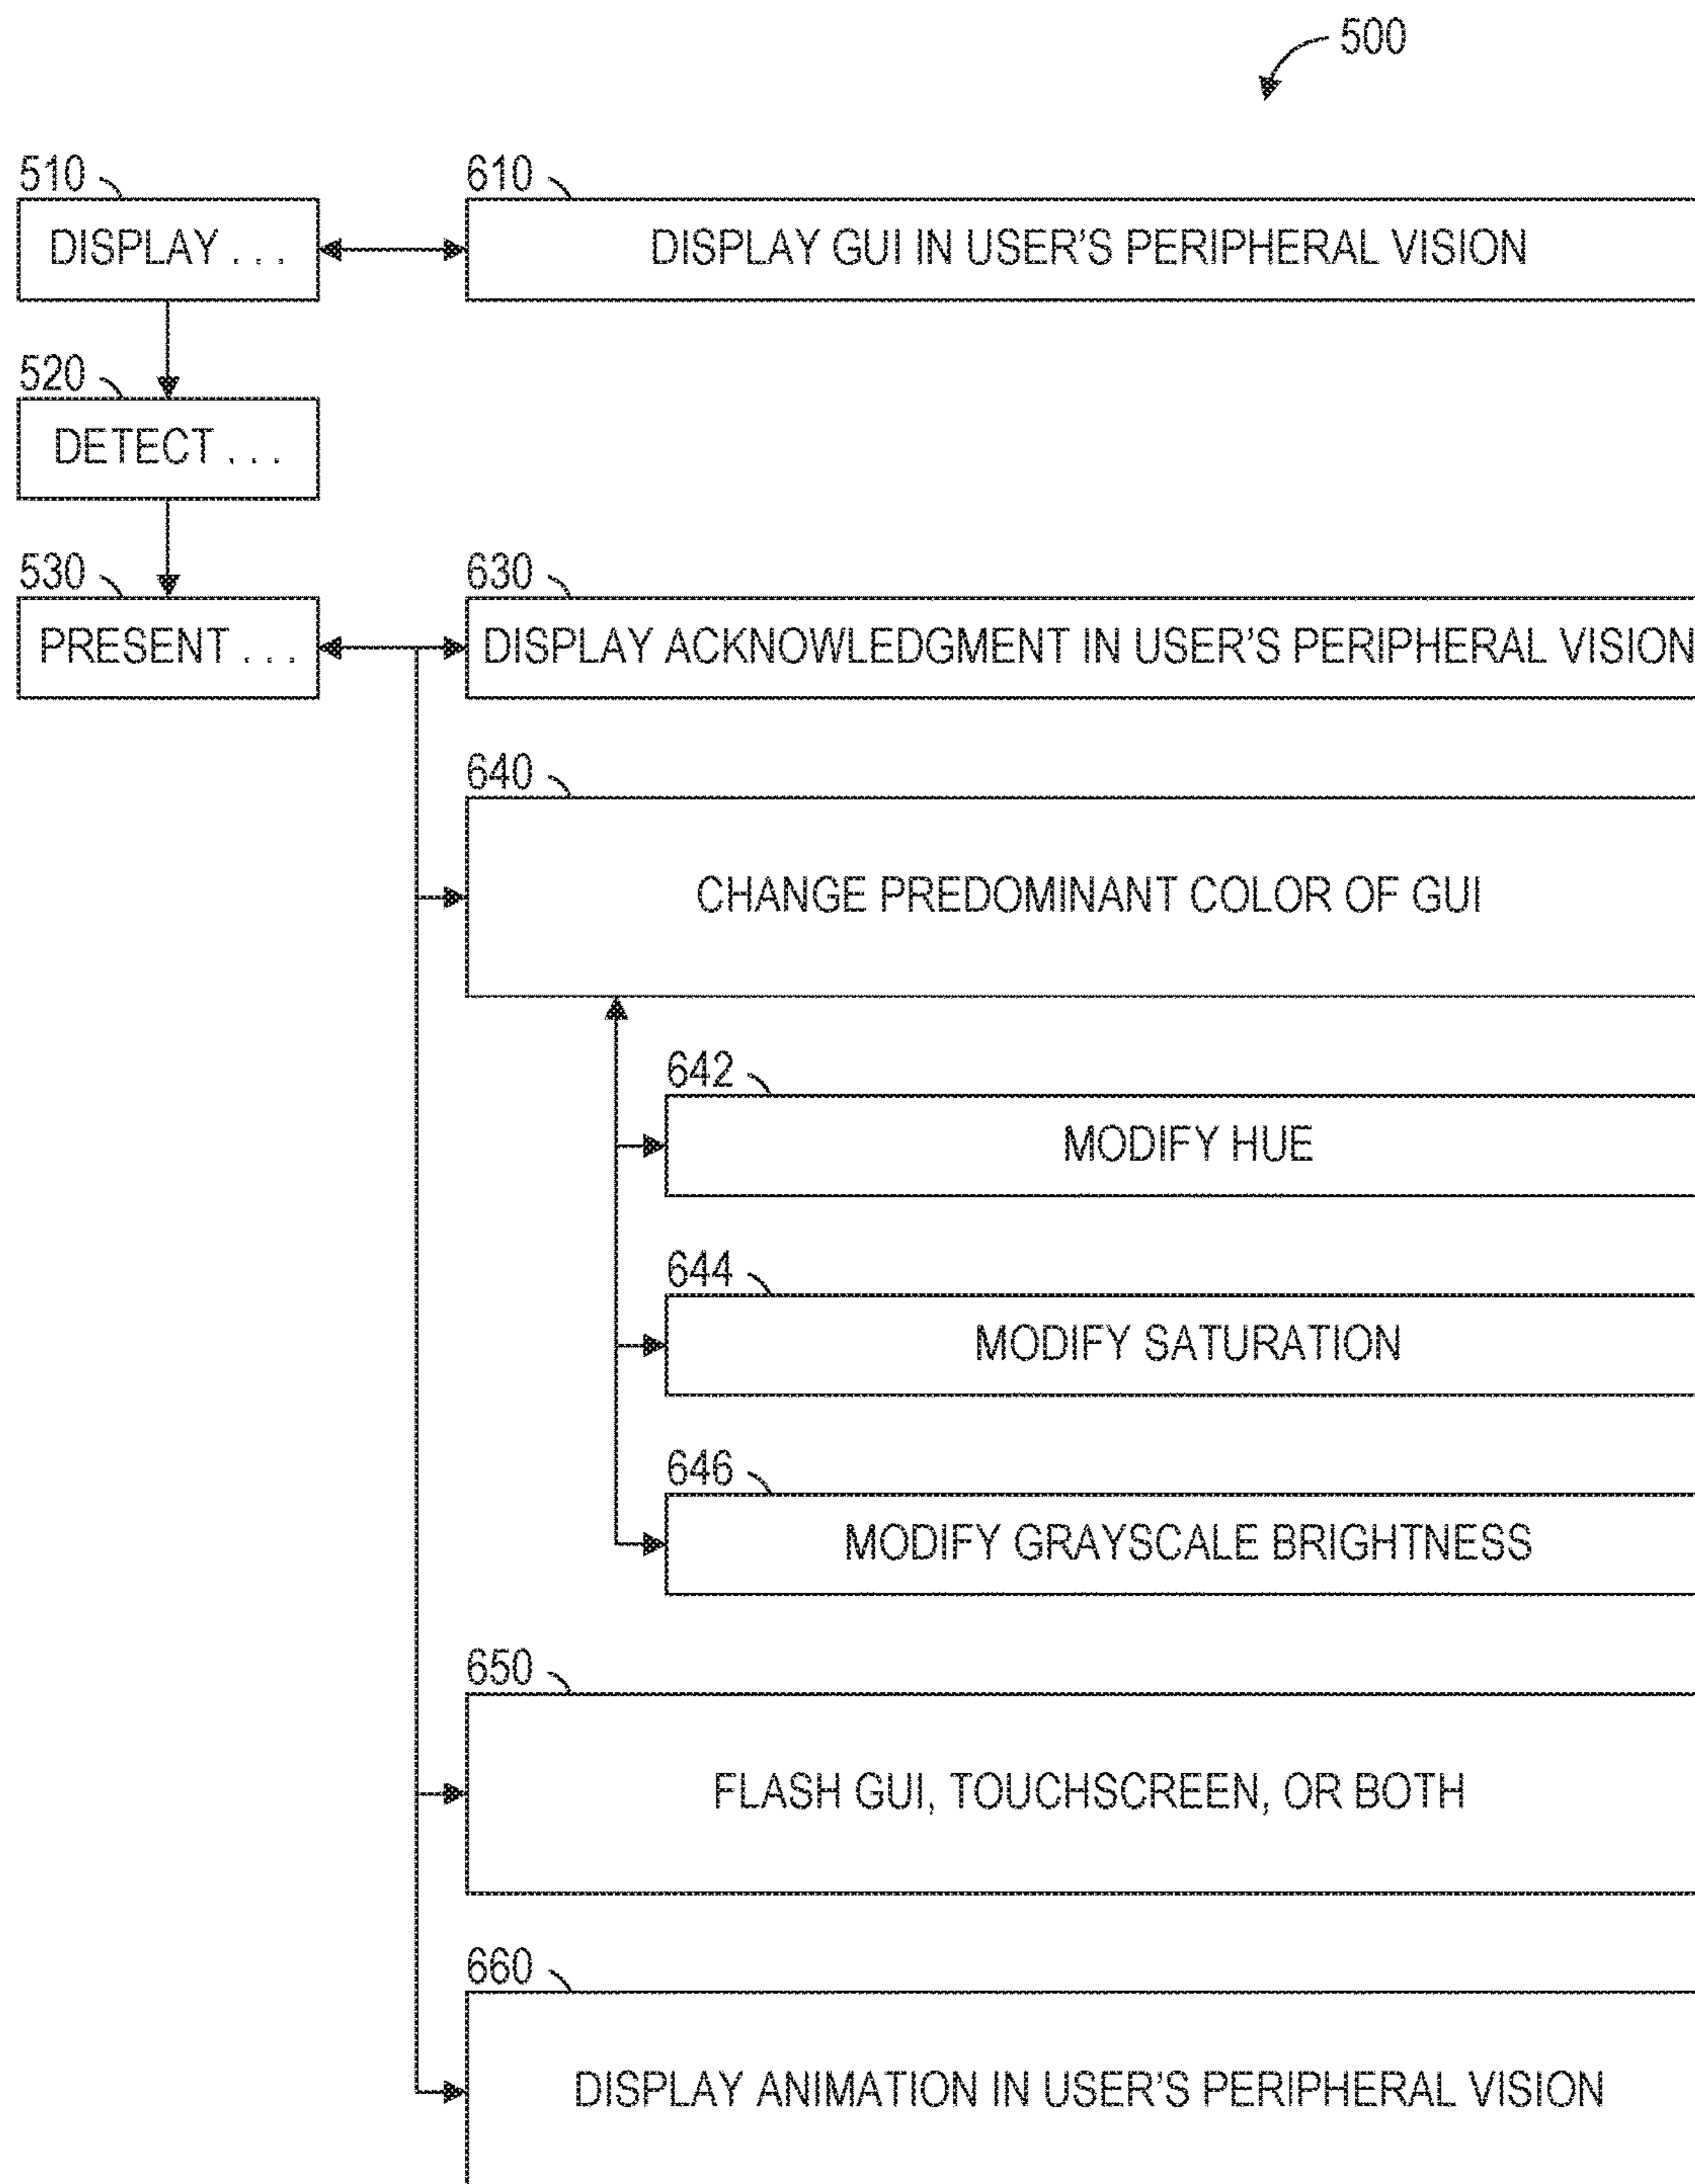 500
510
DISPLAY . . .
610
DISPLAY GUI IN USER'S PERIPHERAL VISION
520
DETECT . . .
530
PRESENT . . .
630
DISPLAY ACKNOWLEDGMENT IN USER'S PERIPHERAL VISION
640
CHANGE PREDOMINANT COLOR OF GUI
642
MODIFY HUE
644
MODIFY SATURATION
646
MODIFY GRAYSCALE BRIGHTNESS
650
FLASH GUI, TOUCHSCREEN, OR BOTH
660
DISPLAY ANIMATION IN USER'S PERIPHERAL VISION